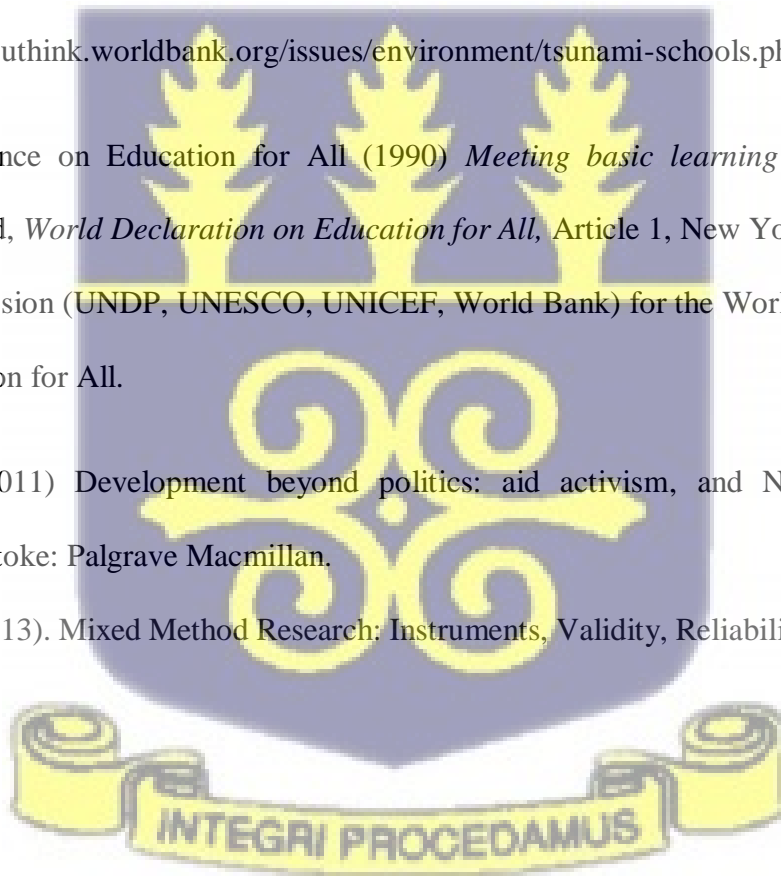 uthink.worldbank.org/issues/environment/tsunami-schools.ph
nce on Education for All (1990) Meeting basic learning
d, World Declaration on Education for All, Article 1, New Yo
sion (UNDP, UNESCO, UNICEF, World Bank) for the Worl
on for All.
011) Development beyond politics: aid activism, and N
toke: Palgrave Macmillan.
13). Mixed Method Research: Instruments, Validity, Reliabili
INTEGRI PROCEDAMUS